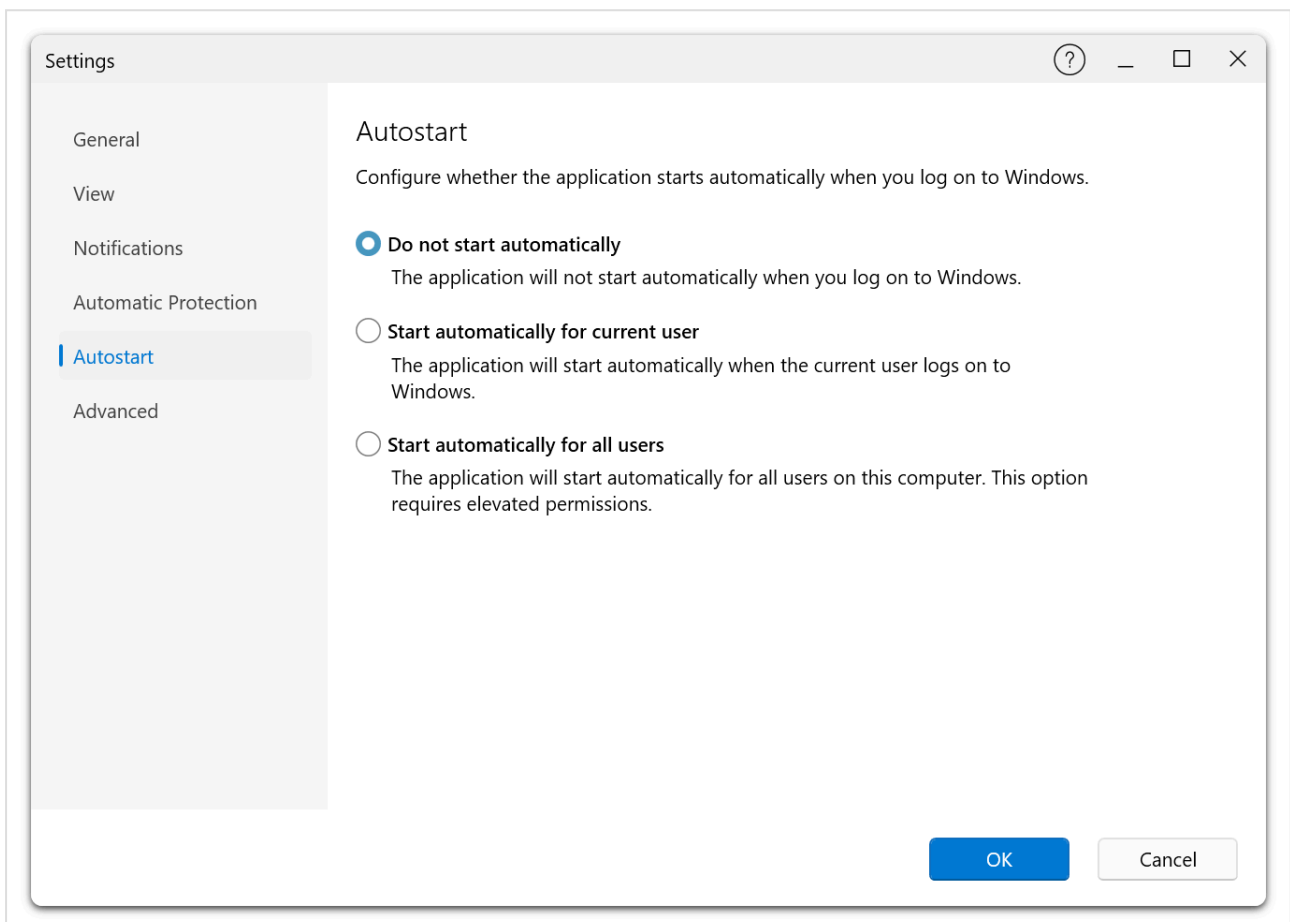 Settings
?
General
View
Notifications
Automatic Protection
Autostart
Advanced
Autostart
Configure whether the application starts automatically when you log on to Windows.
Do not start automatically
The application will not start automatically when you log on to Windows.
Start automatically for current user
The application will start automatically when the current user logs on to
Windows.
Start automatically for all users
The application will start automatically for all users on this computer. This option
requires elevated permissions.
OK
Cancel